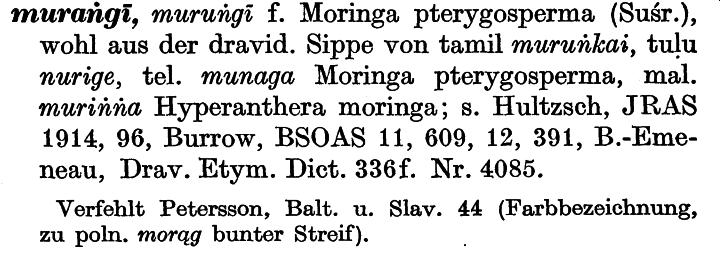 muraṅgī, muruṅgī f. Moringa pterygosperma (Suśr.),
wohl aus der dravid. Sippe von tamil muruṅkai, tuḷu
nurige, tel. munaga Moringa pterygosperma, mal.
muriṅṅa Hyperanthera moringa; s. Hultzsch, JRAS
1914, 96, Burrow, BSOAS 11, 609, 12, 391, B.-Eme-
neau, Drav. Etym. Dict. 336f. Nr. 4085.
Verfehlt Petersson, Balt. u. Slav. 44 (Farbbezeichnung,
zu poln. morąg bunter Streif).